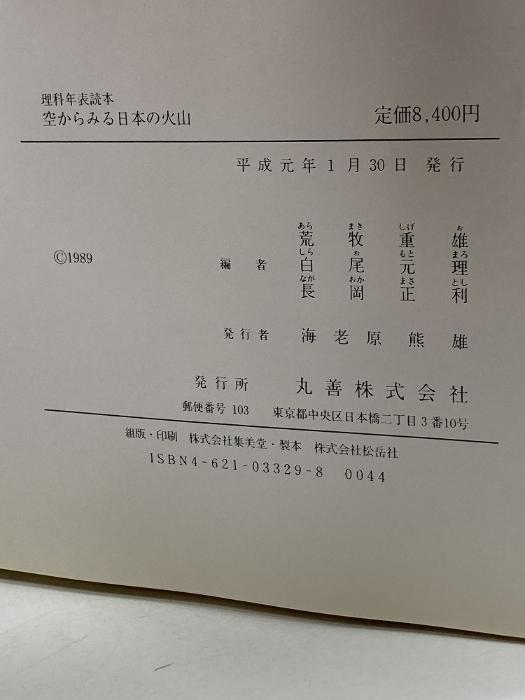 理科年表読本
空からみる日本の火山 定価8,400円
平成元年1月30日 発行
あら まき しげ お
荒 牧 重 雄
しら お もと まろ
©1989 編 者 白 尾 元 理
なが おか まさ とし
長 岡 正 利
発行者 海老原熊雄
発行所 丸善株式会社
郵便番号 103 東京都中央区日本橋二丁目3番10号
組版・印刷 株式会社集美堂・製本 株式会社松岳社
ISBN4-621-03329-8 0044